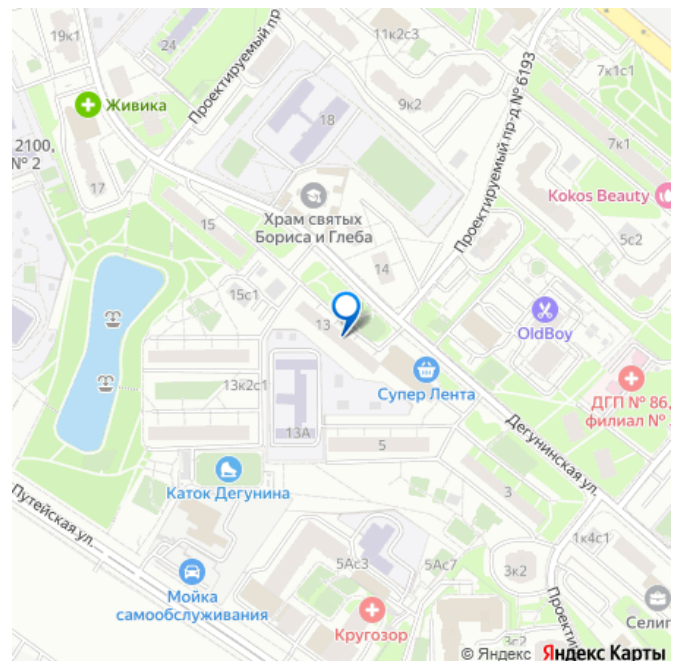 19к1
24
11к2с3
7к1с1
Проектируемый пр
Живика
9к2
Проектируемый пр-д № 6193
2100,
№ 2
18
7к1
17
Kokos Beauty
Храм святых
Бориса и Глеба
15
5с2
14
15с1
13
OldBoy
Супер Лента
13к2с1
ДГП № 86,
филиал №
13А
5
Дегунинская ул.
Каток Дегунина
3
Путейская ул.
1к4с1
5Ас3
5Ас7
3к2
Мойка
самообслуживания
Селиг
Кругозор
3с2
Проекти
© Яндекс Яндекс Карты